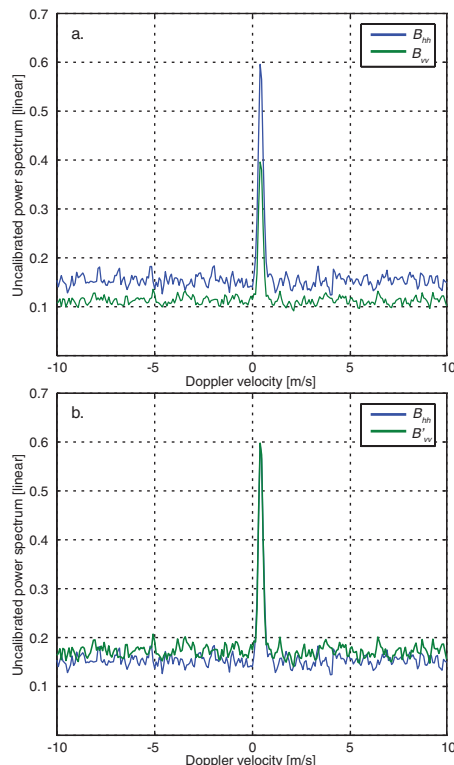 a.
B_hh
B_vv
0.7
0.6
0.5
0.4
0.3
0.2
0.1
Uncailbrated power spectrum [linear]
-10 -5 0 5 10
Doppler velocity [m/s]
b.
B_hh
B'_vv
0.7
0.6
0.5
0.4
0.3
0.2
0.1
Uncailbrated power spectrum [linear]
-10 -5 0 5 10
Doppler velocity [m/s]